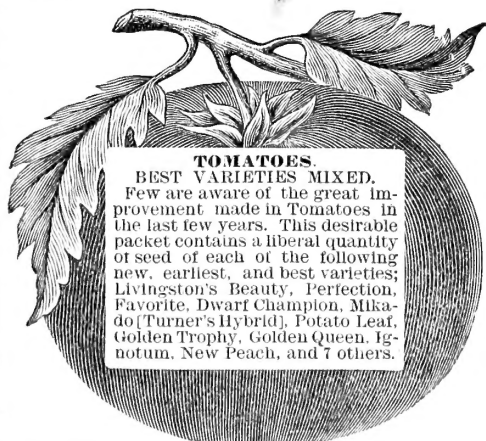 TOMATOES.
BEST VARIETIES MIXED.
Few are aware of the great im-
provement made in Tomatoes in
the last few years. This desirable
packet contains a liberal quantity
of seed of each of the following
new, earliest, and best varieties;
Livingston's Beauty, Perfection,
Favorite, Dwarf Champion, Mika-
do [Turner's Hybrid], Potato Leaf,
Golden Trophy, Golden Queen, Ig-
notum, New Peach, and 7 others.